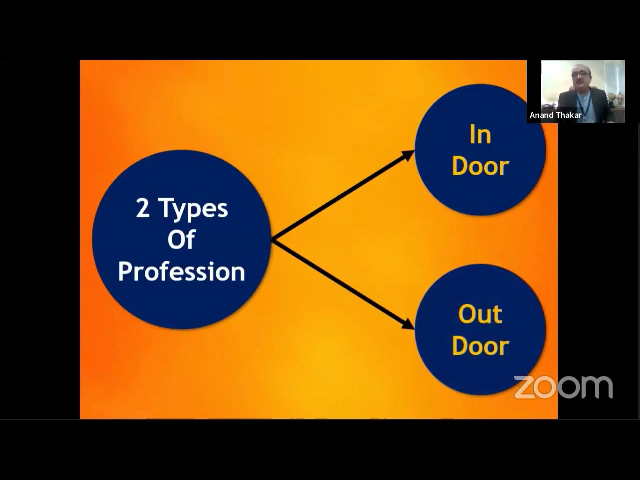 2 Types
Of
Profession
In
Door
Out
Door
Anand Thakar
zoom